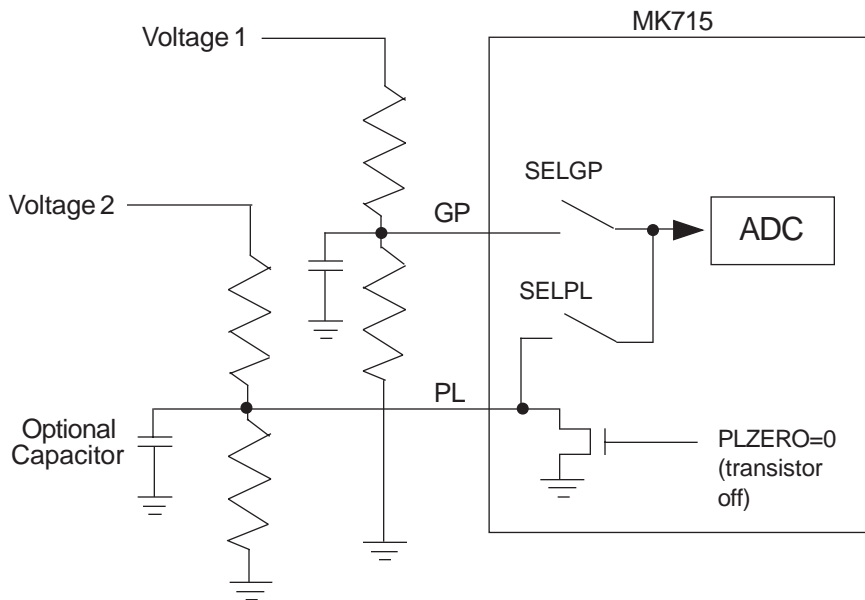 MK715
Voltage 1
SELGP
Voltage 2
GP
ADC
SELPL
PL
Optional
Capacitor
PLZERO=0
(transistor
off)